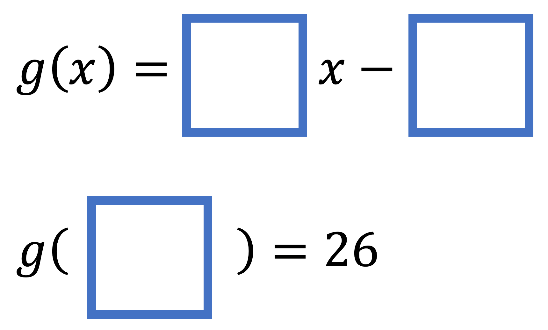 g(x) = □ x − □
g( □ ) = 26